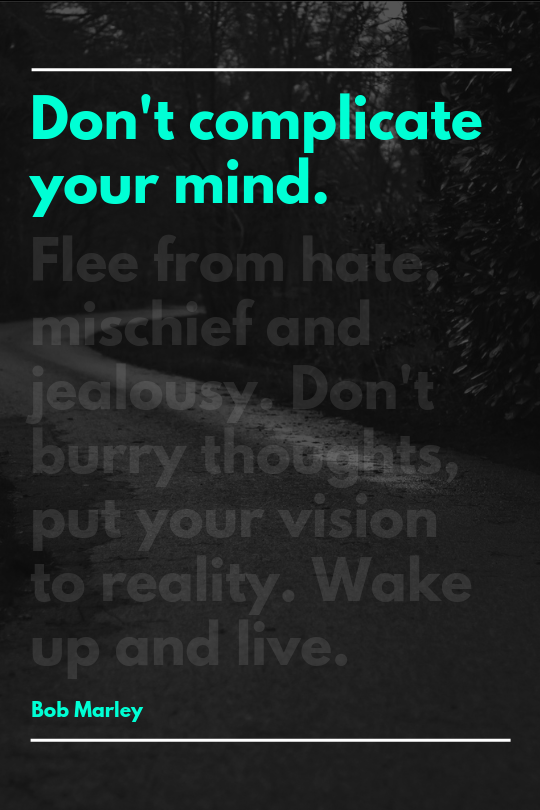 Don't complicate
your mind.
Flee from hate,
mischief and
jealousy. Don't
burry thoughts,
put your vision
to reality. Wake
up and live.
Bob Marley